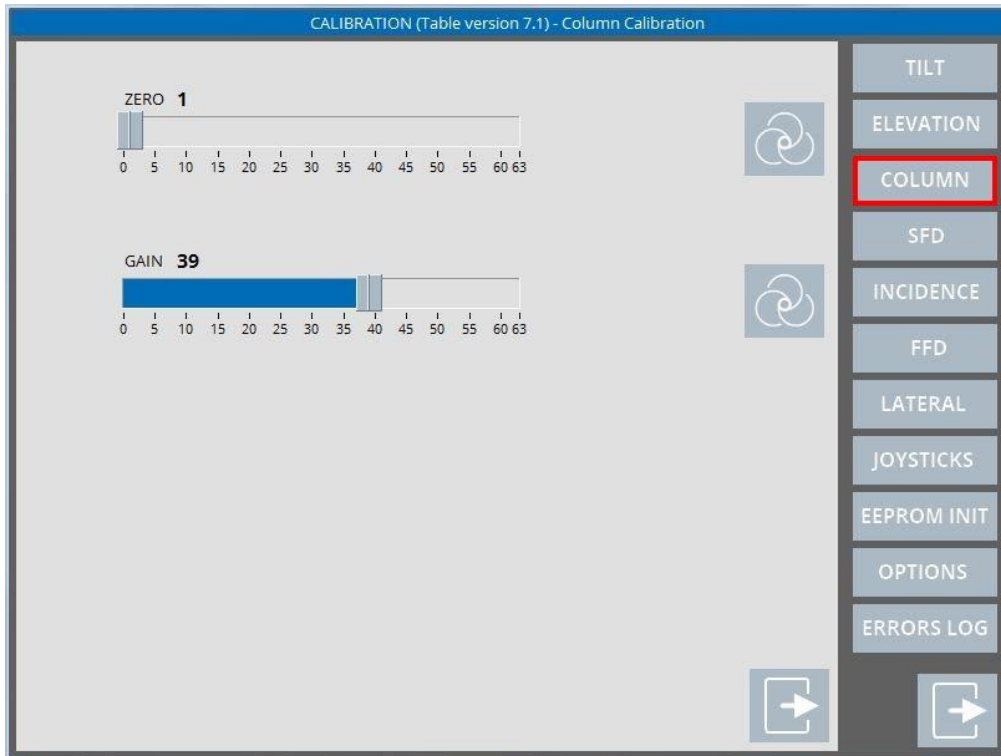 CALIBRATION (Table version 7.1) - Column Calibration
ZERO 1
0 5 10 15 20 25 30 35 40 45 50 55 60 63
GAIN 39
0 5 10 15 20 25 30 35 40 45 50 55 60 63
TILT
ELEVATION
COLUMN
SFD
INCIDENCE
FFD
LATERAL
JOYSTICKS
EEPROM INIT
OPTIONS
ERRORS LOG